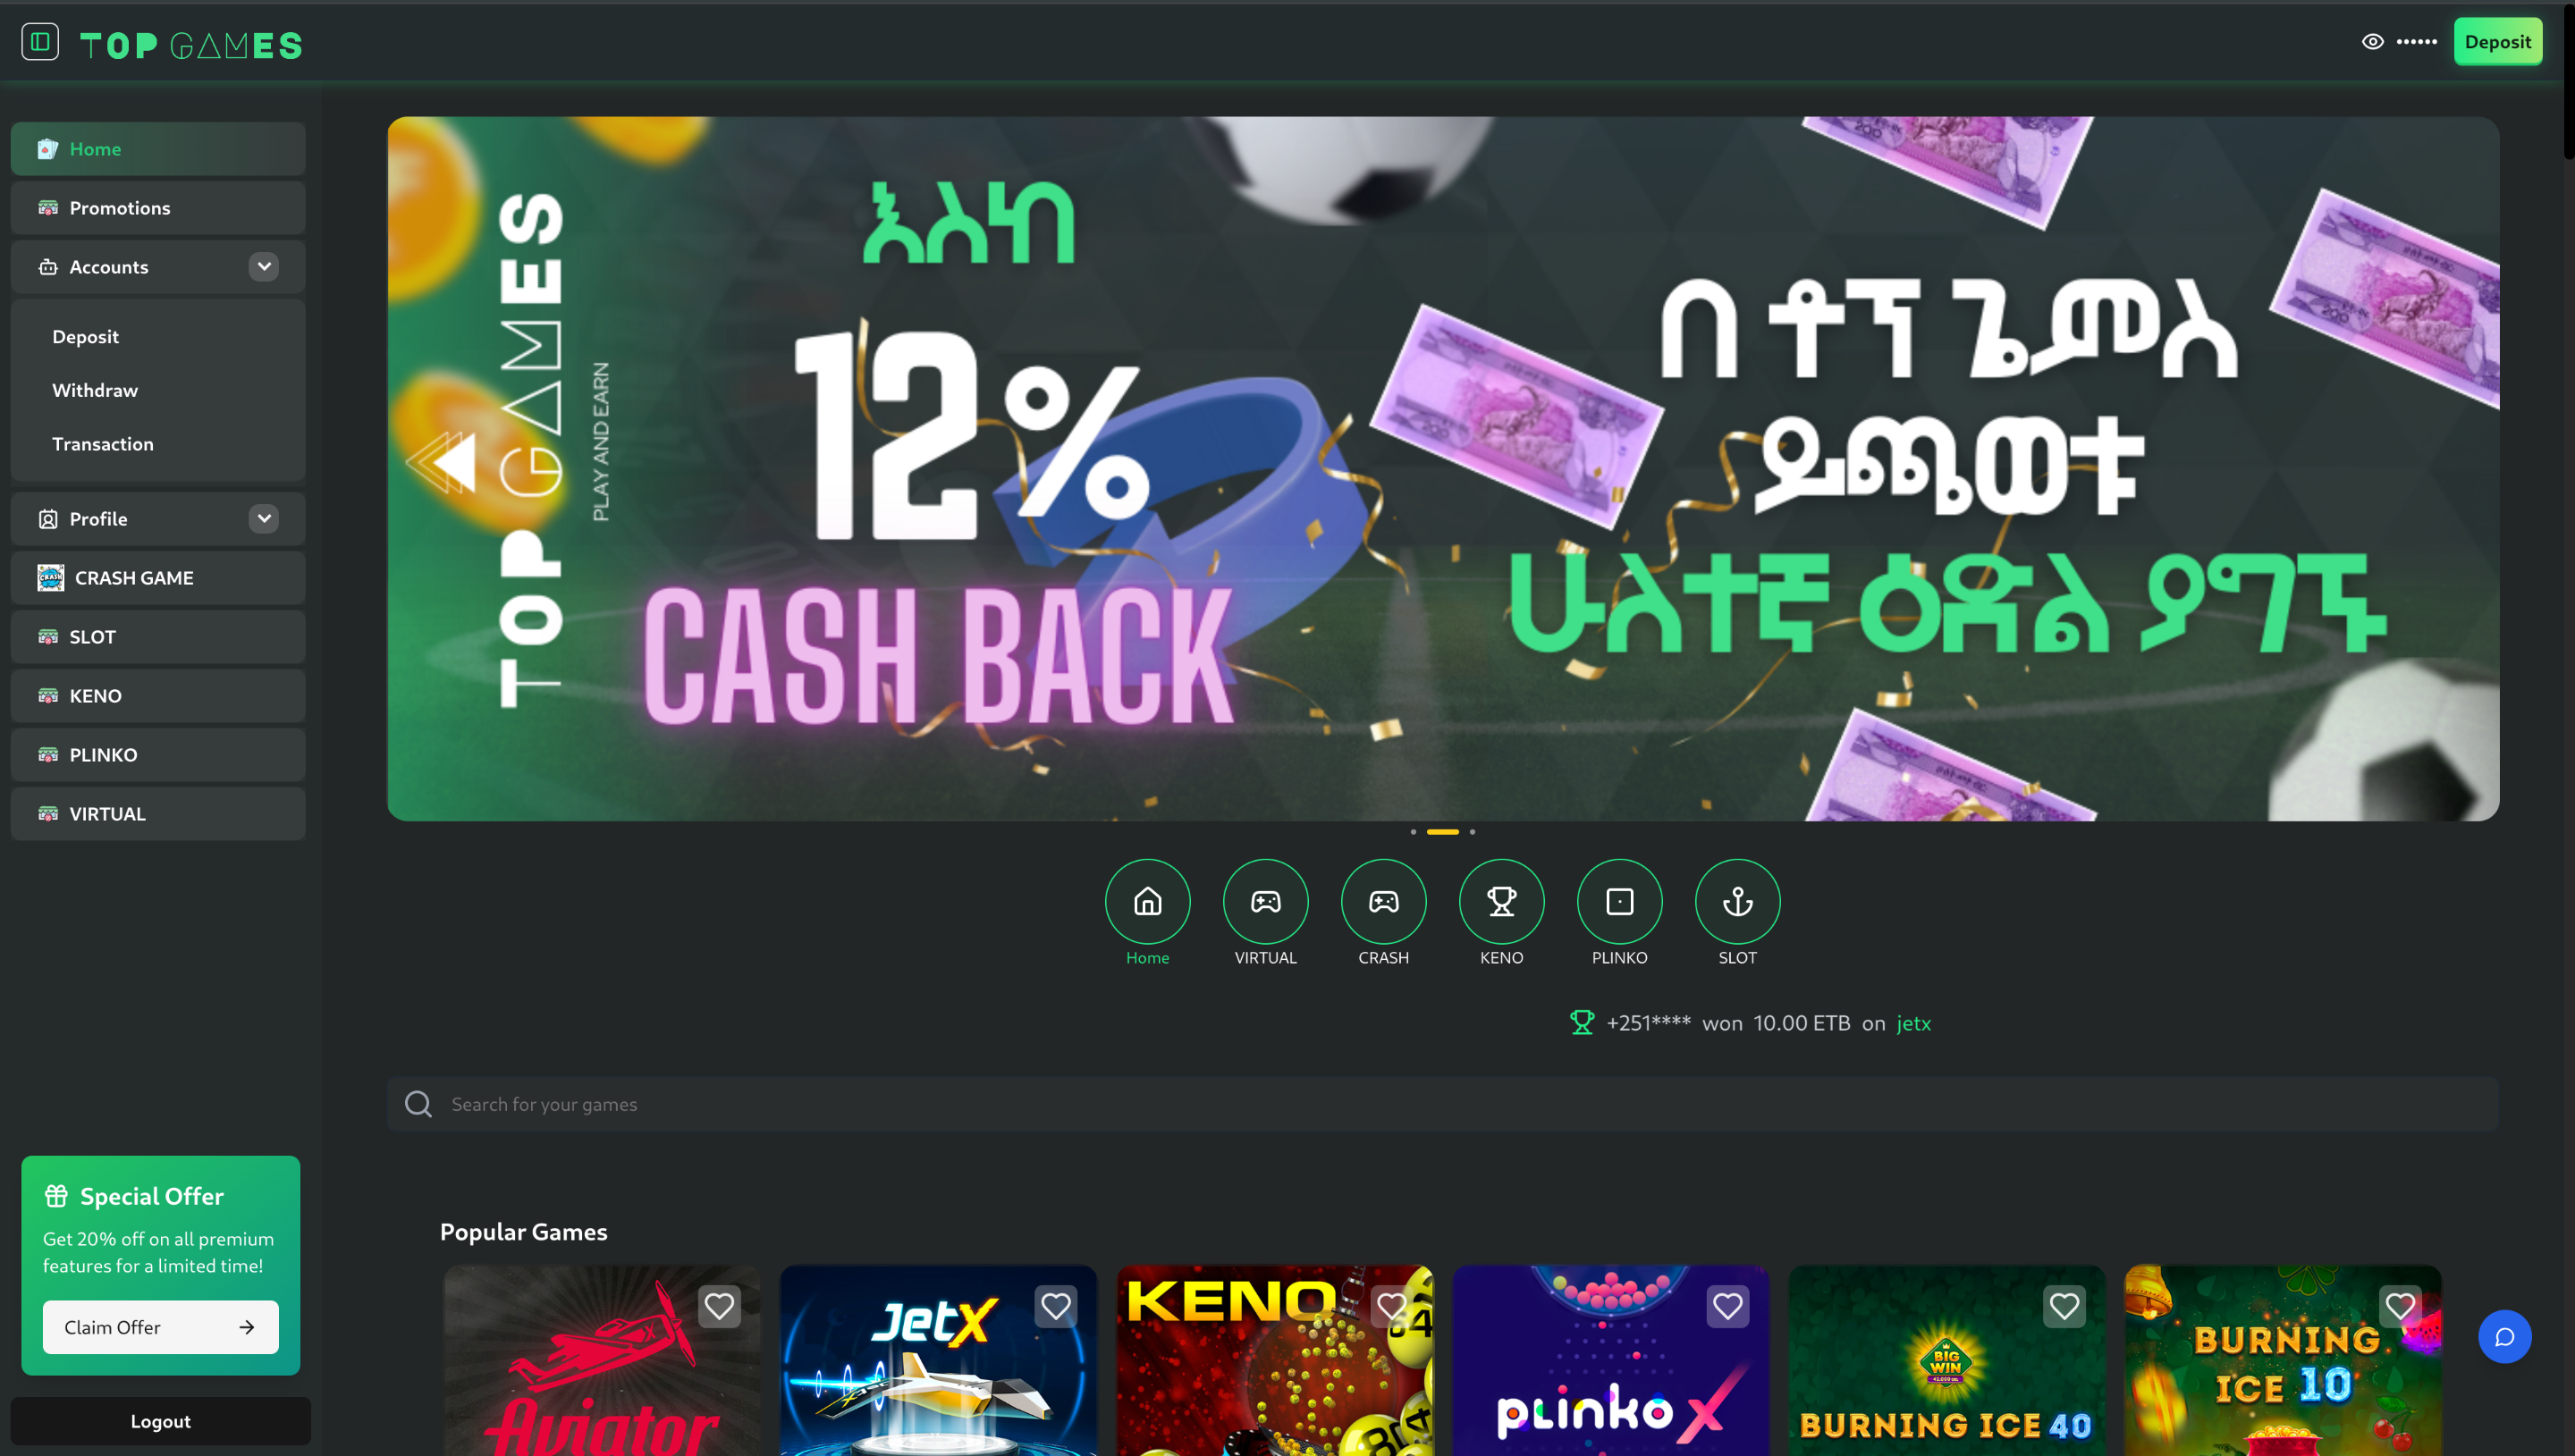 TOP GAMES
Deposit
Home
Promotions
Accounts
Deposit
Withdraw
Transaction
Profile
CRASH GAME
SLOT
KENO
PLINKO
VIRTUAL
Special Offer
Get 20% off on all premium
features for a limited time!
Claim Offer
Logout
TOP GAMES
PLAY AND EARN
እስከ
12%
CASH BACK
በ ቶፕ ጌምስ
ይጫወቱ
ሁለተኛ ዕድል ያግኙ
Home
VIRTUAL
CRASH
KENO
PLINKO
SLOT
+251**** won 10.00 ETB on jetx
Search for your games
Popular Games
Aviator
JetX
KENO
plinko X
BIG
WIN
BURNING ICE 40
BURNING
ICE 10